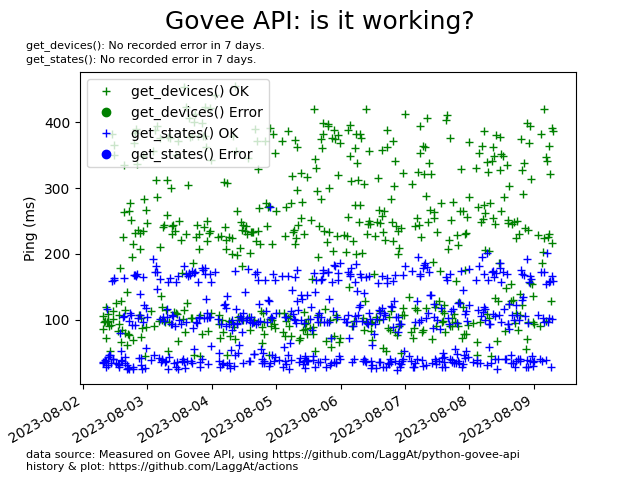 Govee API: is it working?
get_devices(): No recorded error in 7 days.
get_states(): No recorded error in 7 days.
get_devices() OK
get_devices() Error
get_states() OK
get_states() Error
Ping (ms)
400
300
200
100
2023-08-02
2023-08-03
2023-08-04
2023-08-05
2023-08-06
2023-08-07
2023-08-08
2023-08-09
data source: Measured on Govee API, using https://github.com/LaggAt/python-govee-api
history & plot: https://github.com/LaggAt/actions